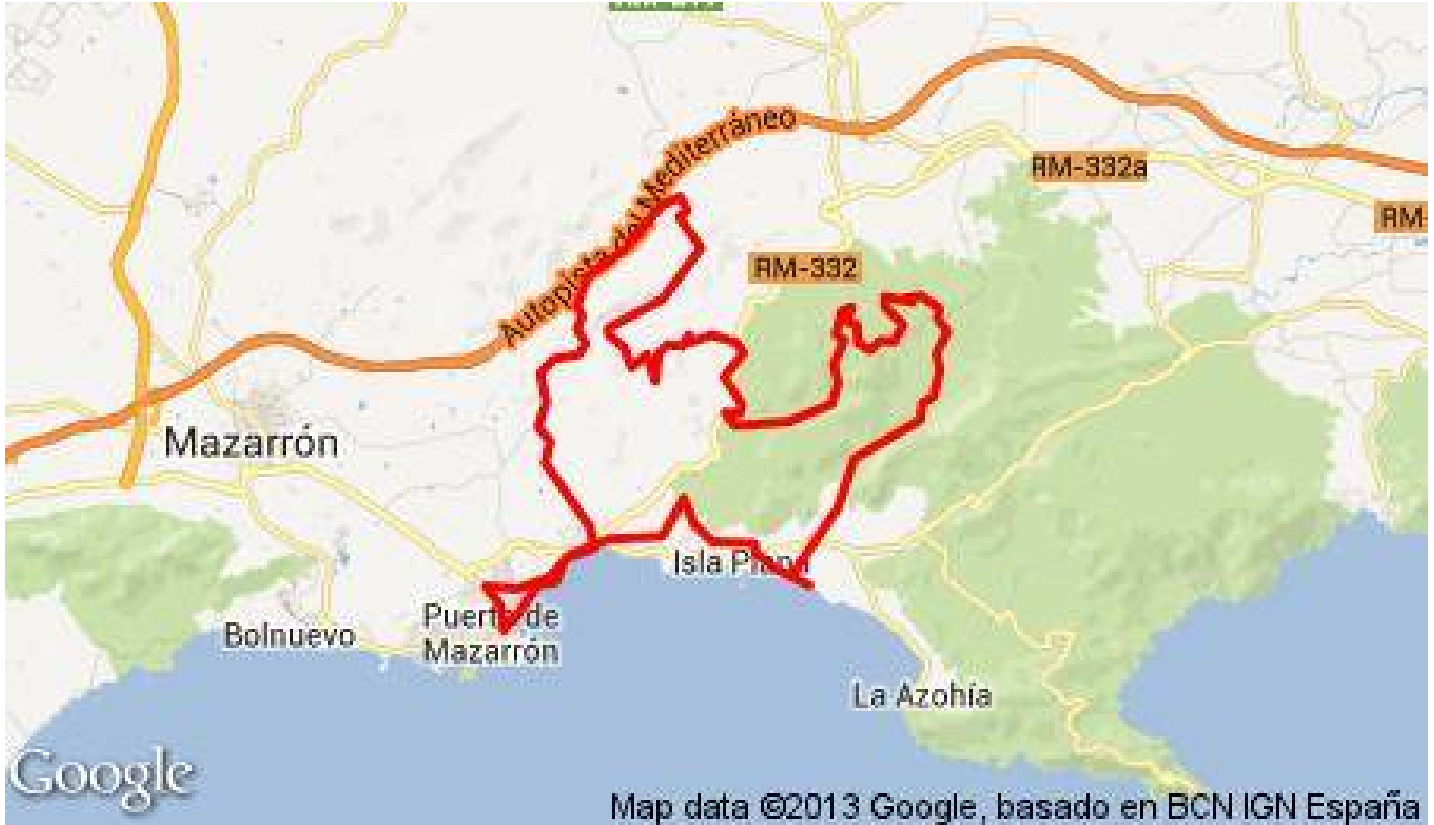 Autopista del Mediterráneo
RM-332a
RM-
RM-332
Mazarrón
Isla Plana
Puerto de
Mazarrón
Bolnuevo
La Azohía
Google
Map data ©2013 Google, basado en BCN IGN España